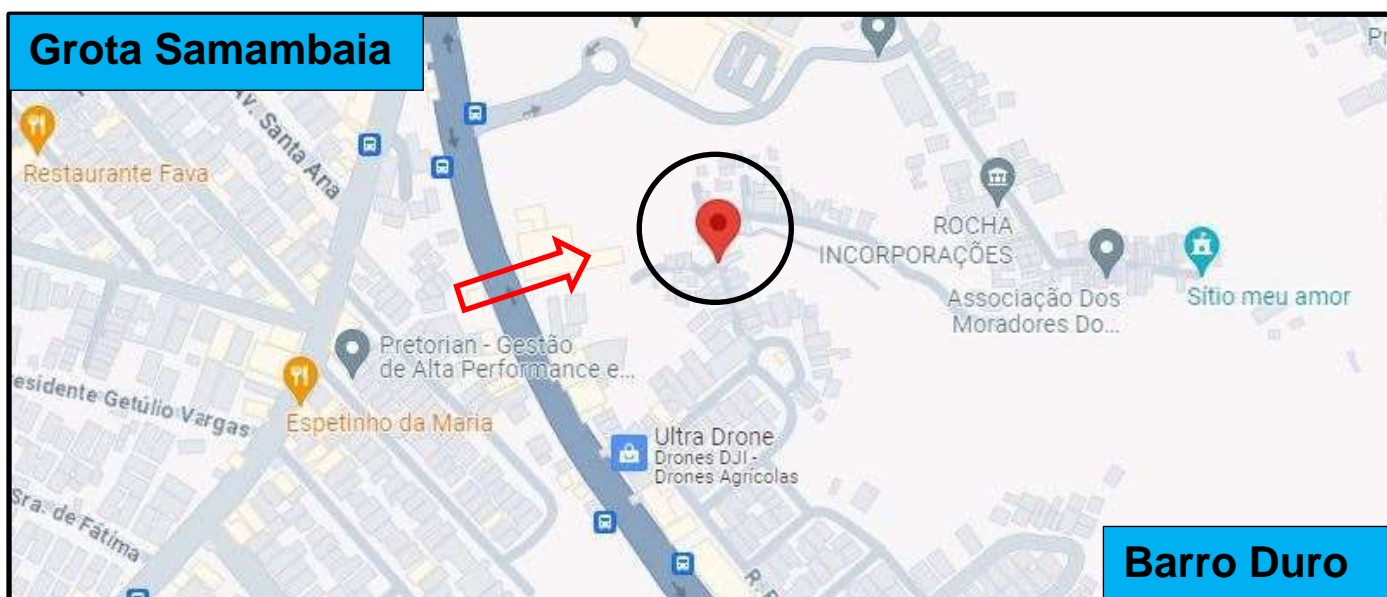 Grota Samambaia
Av. Santa Ana
Restaurante Fava
ROCHA
INCORPORAÇÕES
Associação Dos
Moradores Do...
Sítio meu amor
Pretorian - Gestão
de Alta Performance e...
esidente Getúlio Vargas
Espetinho da Maria
Ultra Drone
Drones DJI -
Drones Agrícolas
Sra. de Fátima
Barro Duro